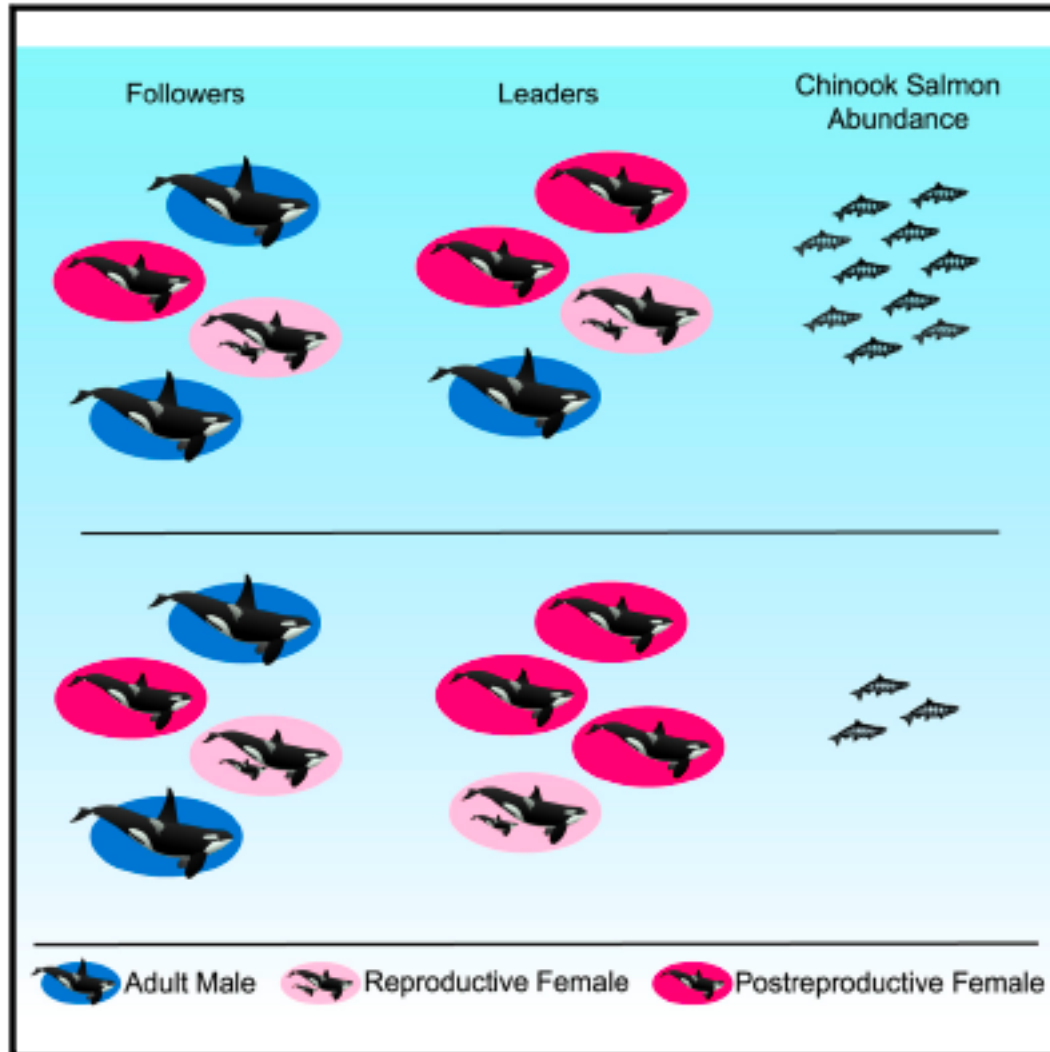 Followers
Leaders
Chinook Salmon
Abundance
Adult Male
Reproductive Female
Postreproductive Female